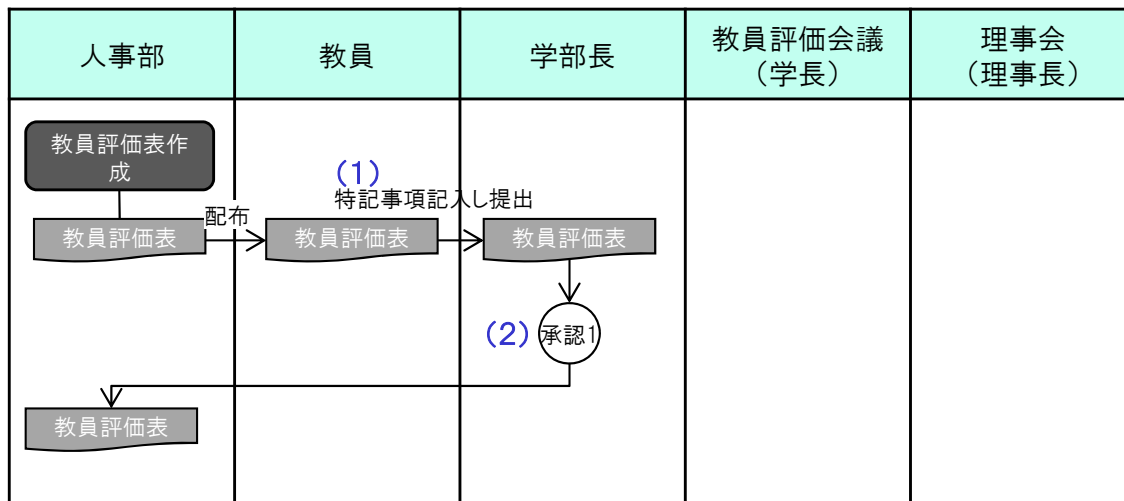 人事部
教員
学部長
教員評価会議
（学長）
理事会
（理事長）
教員評価表作
成
(1)
特記事項記入し提出
配布
教員評価表
教員評価表
教員評価表
(2)
承認1
教員評価表